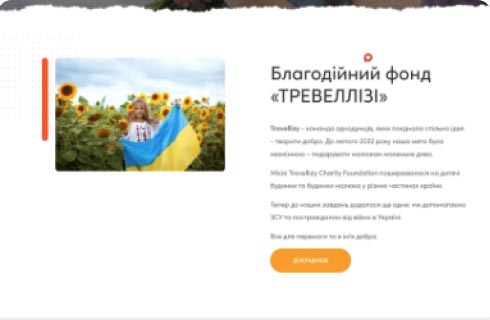 Благодійний фонд
«ТРЕВЕЛЛІЗІ»
TravelEizy – команда однодумців, яких поєднала спільна ідея
– творити добро. До лютого 2022 року наша мета була
незмінною – подарувати малюкам маленьке диво.
Місія TravelEizy Charity Foundation поширювалася на дитячі
будинки та будинки малюка у різних частинах країни.
Тепер до наших завдань додалося ще одне: ми допомагаємо
ЗСУ та постраждалим від війни в Україні.
Все для перемоги та в ім'я добра.
ДОКЛАДНІШЕ